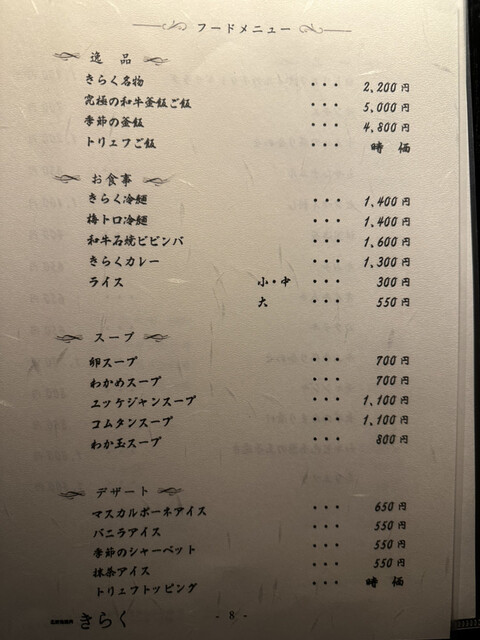 フードメニュー
逸 品
きらく名物 ・・・ 2,200円
究極の和牛釜飯ご飯 ・・・ 5,000円
季節の釜飯 ・・・ 4,800円
トリュフご飯 ・・・ 時 価
お食事
きらく冷麺 ・・・ 1,400円
梅トロ冷麺 ・・・ 1,400円
和牛石焼ビビンバ ・・・ 1,600円
きらくカレー ・・・ 1,300円
ライス 小・中 ・・・ 300円
大 ・・・ 550円
スープ
卵スープ ・・・ 700円
わかめスープ ・・・ 700円
ユッケジャンスープ ・・・ 1,100円
コムタンスープ ・・・ 1,100円
わか玉スープ ・・・ 800円
デザート
マスカルポーネアイス ・・・ 650円
バニラアイス ・・・ 550円
季節のシャーベット ・・・ 550円
抹茶アイス ・・・ 550円
トリュフトッピング ・・・ 時 価
きらく
- 8 -